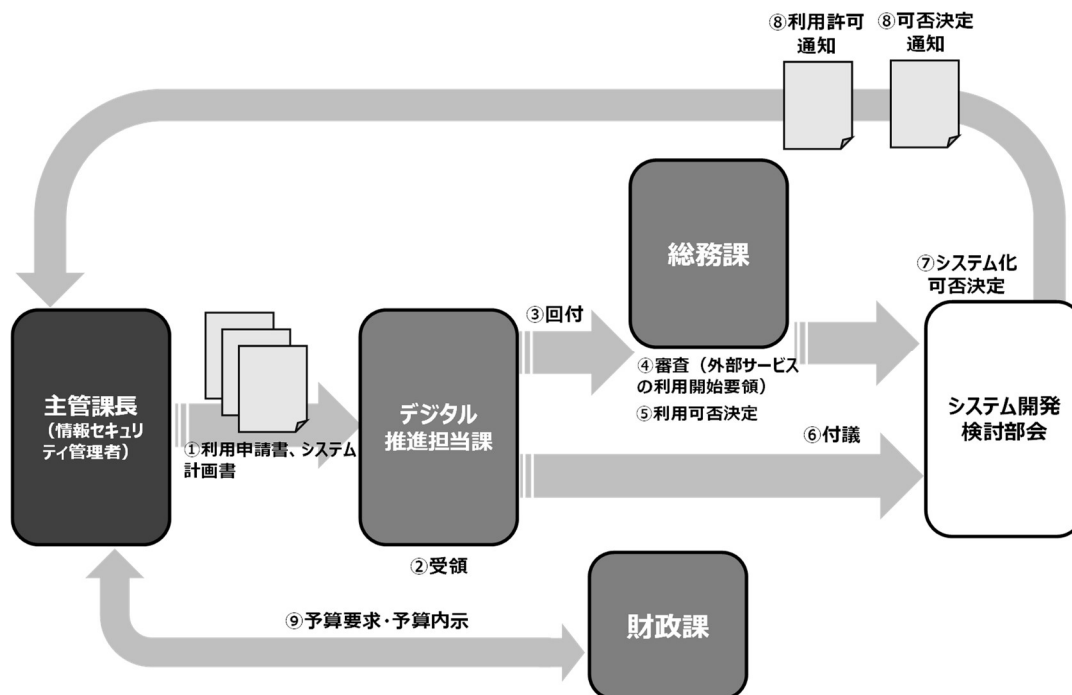 ⑧利用許可
通知
⑧可否決定
通知
総務課
⑦システム化
可否決定
③回付
④審査（外部サービス
の利用開始要領）
⑤利用可否決定
主管課長
（情報セキュリ
ティ管理者）
①利用申請書、システム
計画書
デジタル
推進担当課
⑥付議
システム開発
検討部会
②受領
⑨予算要求・予算内示
財政課